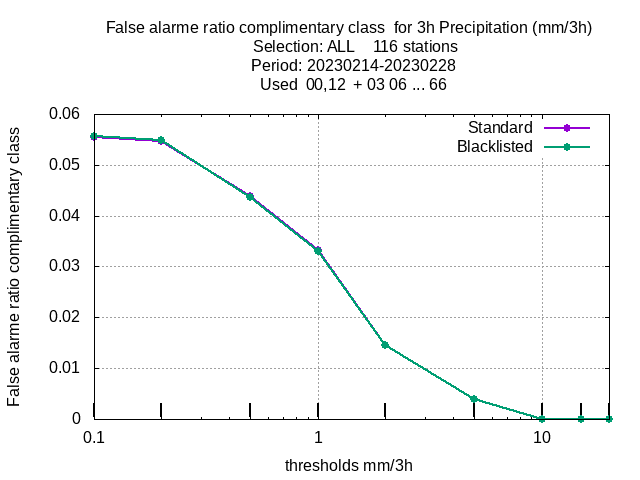 False alarme ratio complimentary class  for 3h Precipitation (mm/3h)
Selection: ALL    116 stations
Period: 20230214-20230228
Used  00,12  + 03 06 ... 66
Standard
Blacklisted
False alarme ratio complimentary class
0.06
0.05
0.04
0.03
0.02
0.01
0
0.1
1
10
thresholds mm/3h